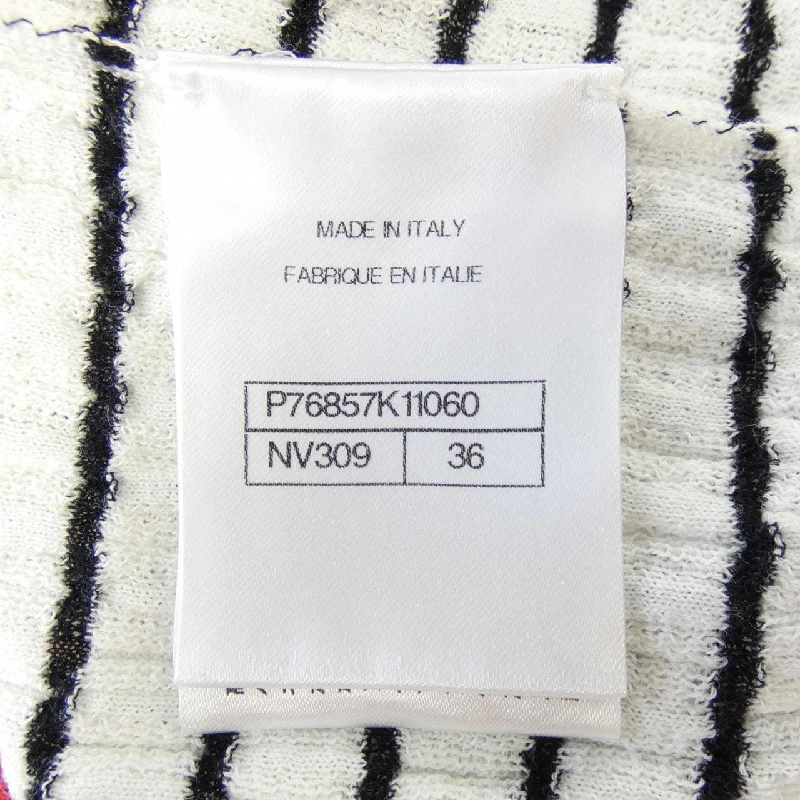 MADE IN ITALY
FABRIQUE EN ITALIE
P76857K11060
NV309 36